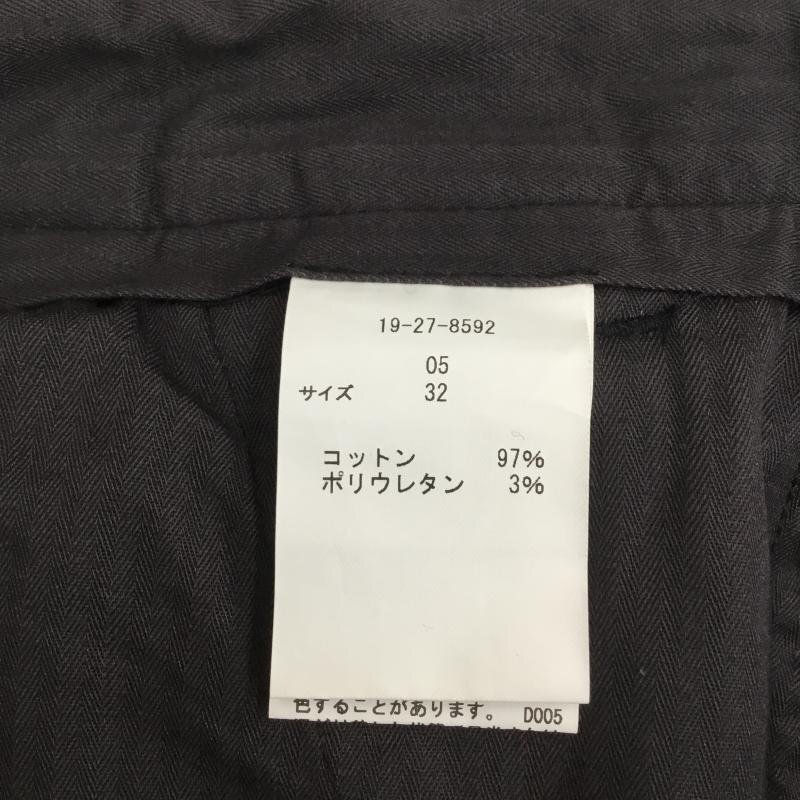 19-27-8592
05
サイズ 32
コットン 97%
ポリウレタン 3%
色することがあります。 D005